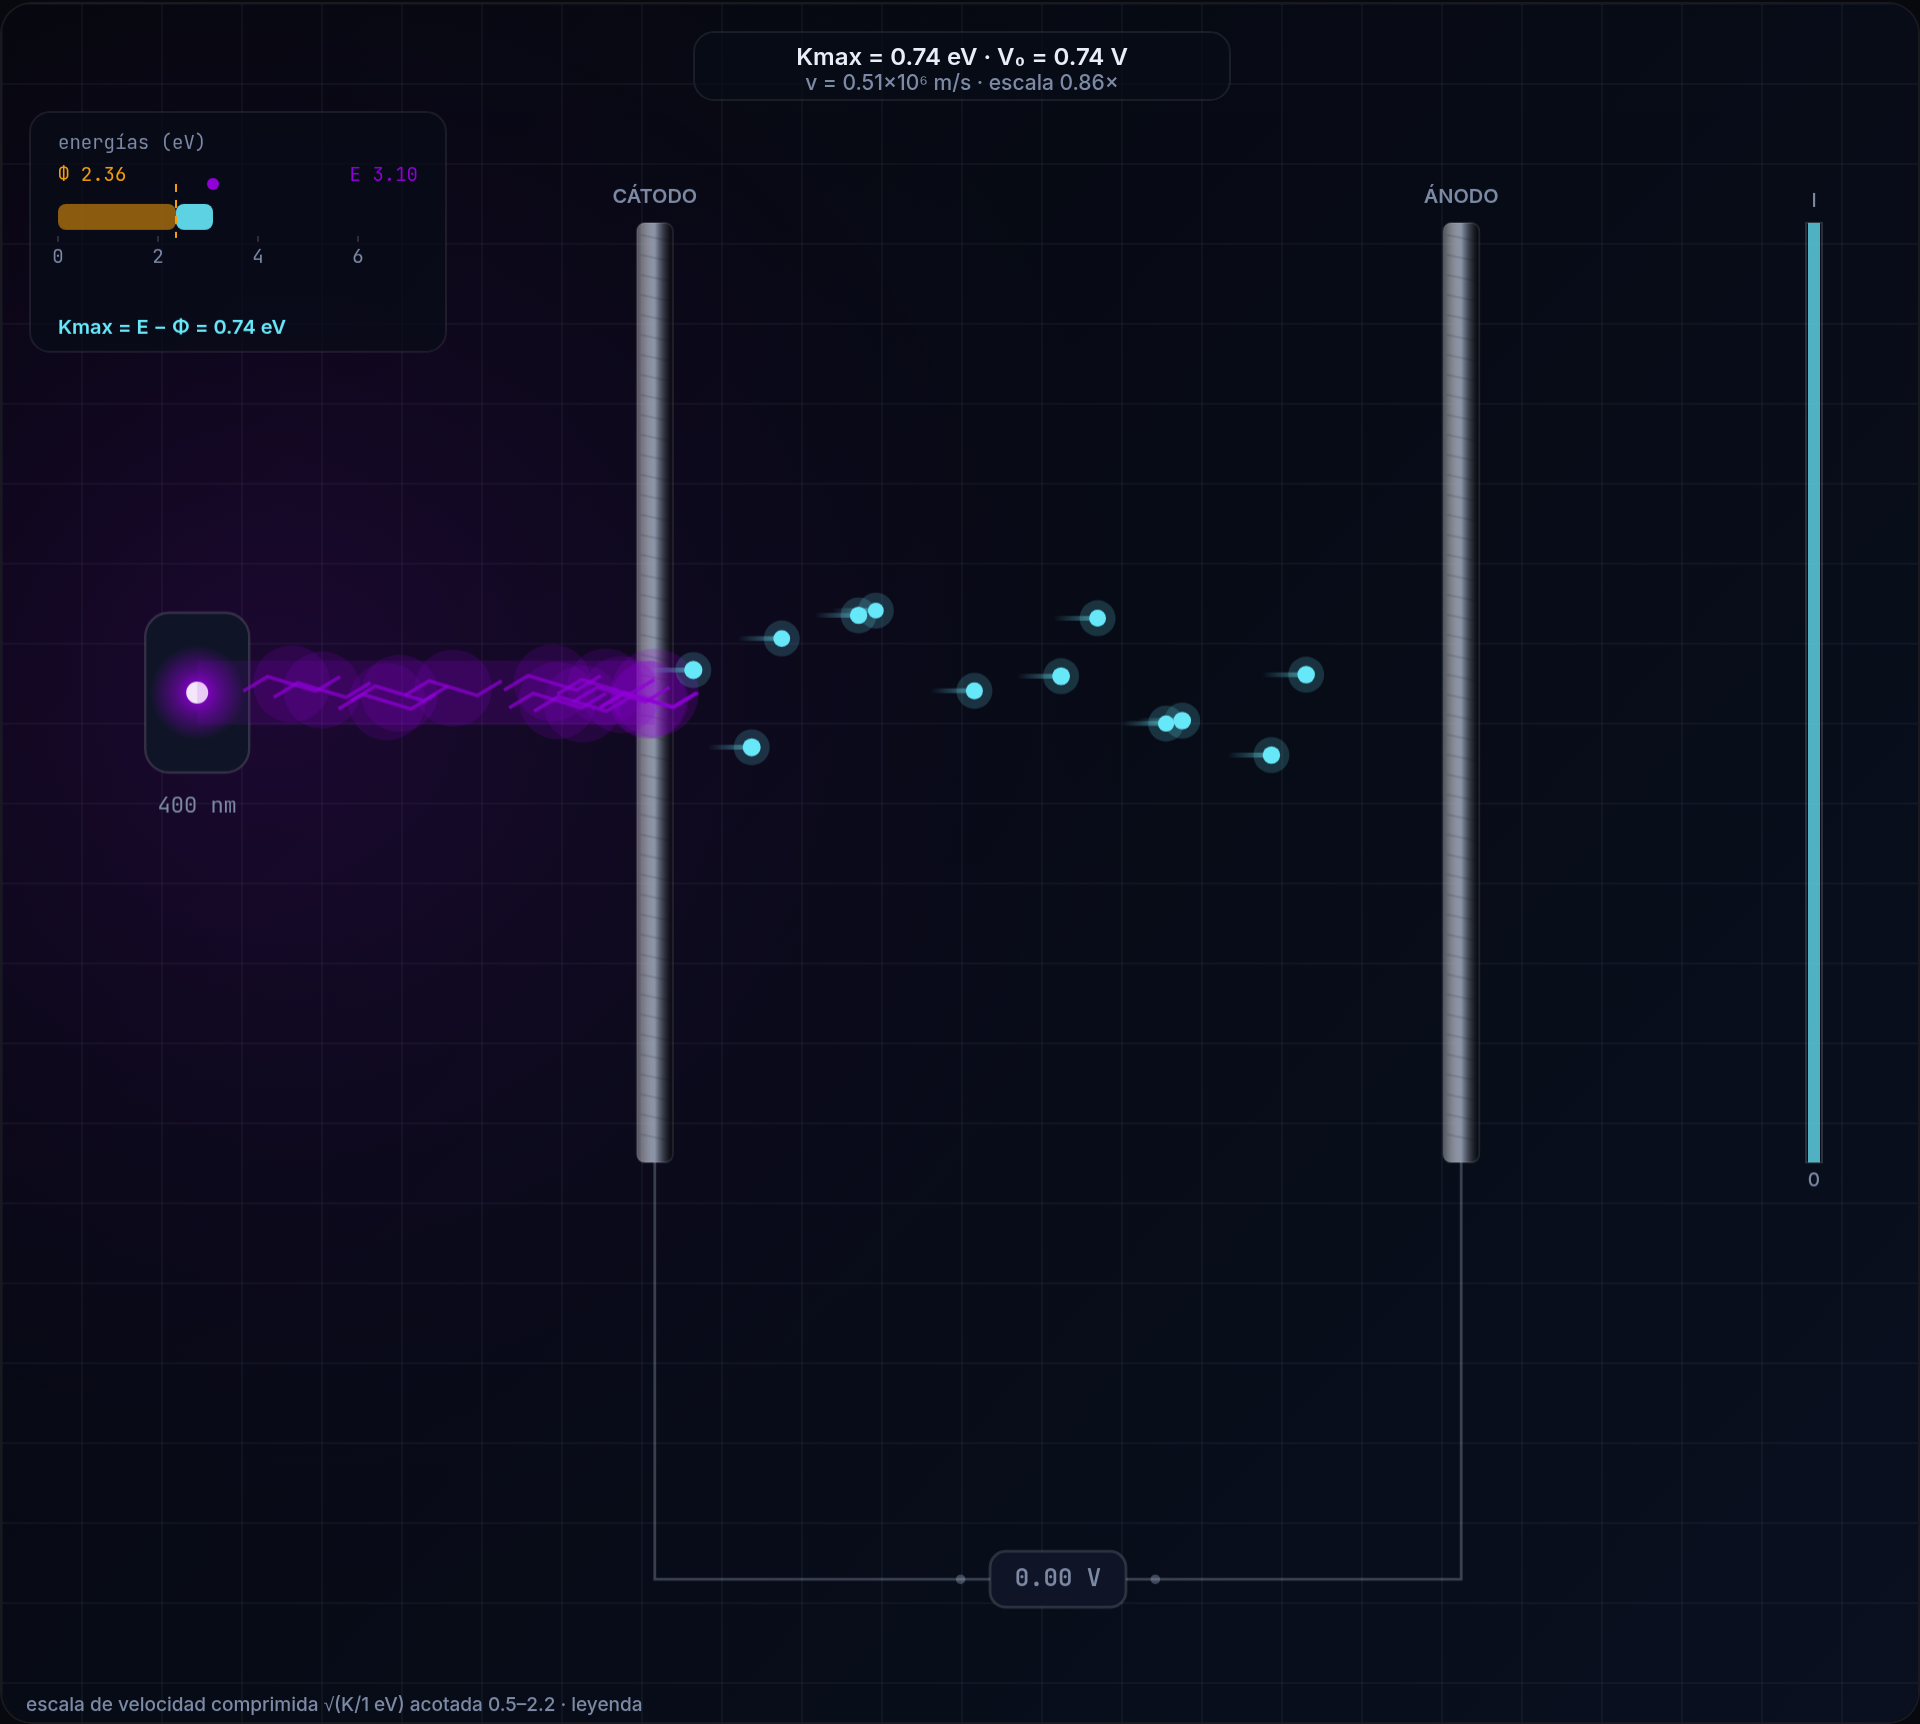 Kmax = 0.74 eV · V₀ = 0.74 V
v = 0.51×10⁶ m/s · escala 0.86×
energías (eV)
Φ 2.36 E 3.10
0 2 4 6
Kmax = E − Φ = 0.74 eV
CÁTODO
ÁNODO
I
400 nm
0
0.00 V
escala de velocidad comprimida √(K/1 eV) acotada 0.5–2.2 · leyenda